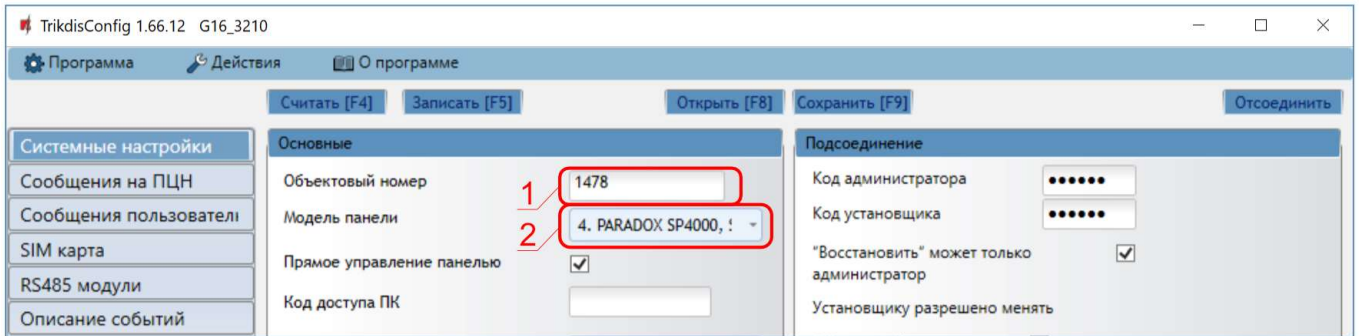 TrikdisConfig 1.66.12 G16_3210
Программа Действия О программе
Считать [F4] Записать [F5] Открыть [F8] Сохранить [F9] Отсоединить
Системные настройки
Сообщения на ПЦН
Сообщения пользовател
SIM карта
RS485 модули
Описание событий
Основные
Объектовый номер 1 1478
Модель панели 2 4. PARADOX SP4000, S
Прямое управление панелью
Код доступа ПК
Подсоединение
Код администратора ●●●●●●
Код установщика ●●●●●●
"Восстановить" может только
администратор
Установщику разрешено менять